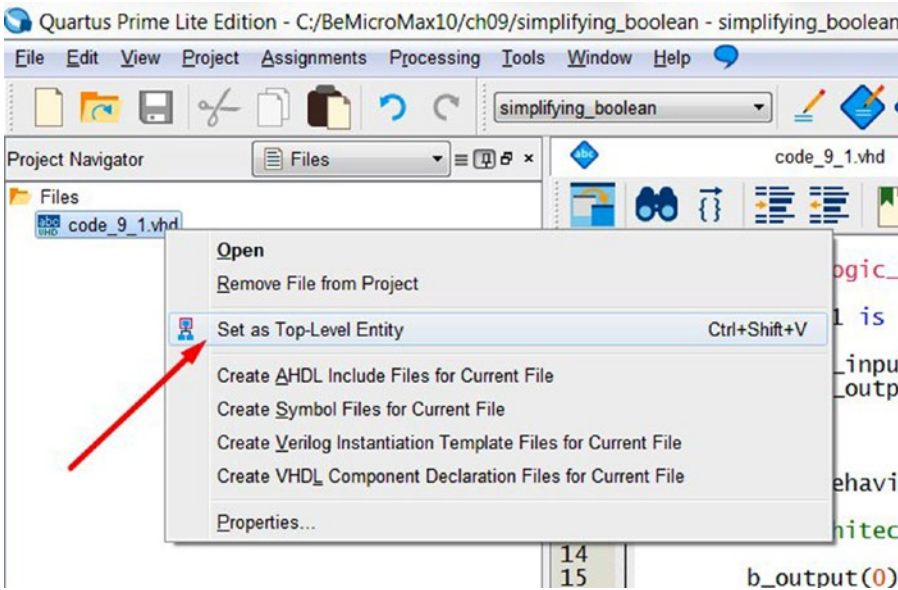 Quartus Prime Lite Edition - C:/BeMicroMax10/ch09/simplifying_boolean - simplifying_boolean
File Edit View Project Assignments Processing Tools Window Help
simplifying_boolean
Project Navigator Files code_9_1.vhd
Files
code_9_1.vhd
Open
Remove File from Project
Set as Top-Level Entity Ctrl+Shift+V
Create AHDL Include Files for Current File
Create Symbol Files for Current File
Create Verilog Instantiation Template Files for Current File
Create VHDL Component Declaration Files for Current File
Properties...
ogic_
1 is
_inpu
_outp
ehavi
hitec
14
15 b_output(0)